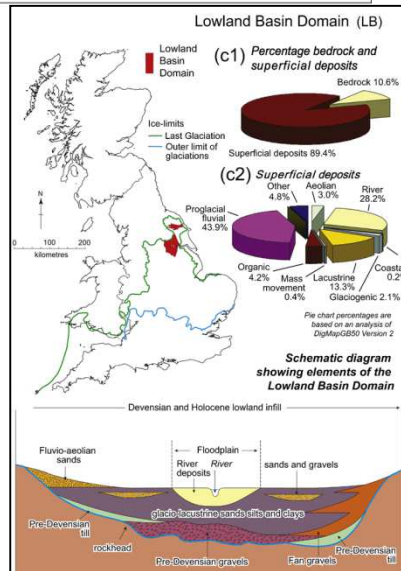 Lowland Basin Domain (LB)
Lowland
Basin
Domain
Ice-limits
Last Glaciation
Outer limit of
glaciations
N
0 100 200
kilometres
(c1) Percentage bedrock and
superficial deposits
Bedrock 10.6%
Superficial deposits 89.4%
(c2) Superficial deposits
Other
4.8%
Aeolian
3.0%
River
28.2%
Proglacial
fluvial
43.9%
Organic
4.2%
Mass
movement
0.4%
Lacustrine
13.3%
Coastal
0.2%
Glaciogenic 2.1%
Pie chart percentages are
based on an analysis of
DigMapGB50 Version 2
Schematic diagram
showing elements of the
Lowland Basin Domain
Devensian and Holocene lowland infill
Fluvio-aeolian
sands
Floodplain
River
deposits
River
sands and gravels
glacio-lacustrine sands silts and clays
Pre-Devensian
till
rockhead
Pre-Devensian gravels
Fan gravels
Pre-Devensian
till